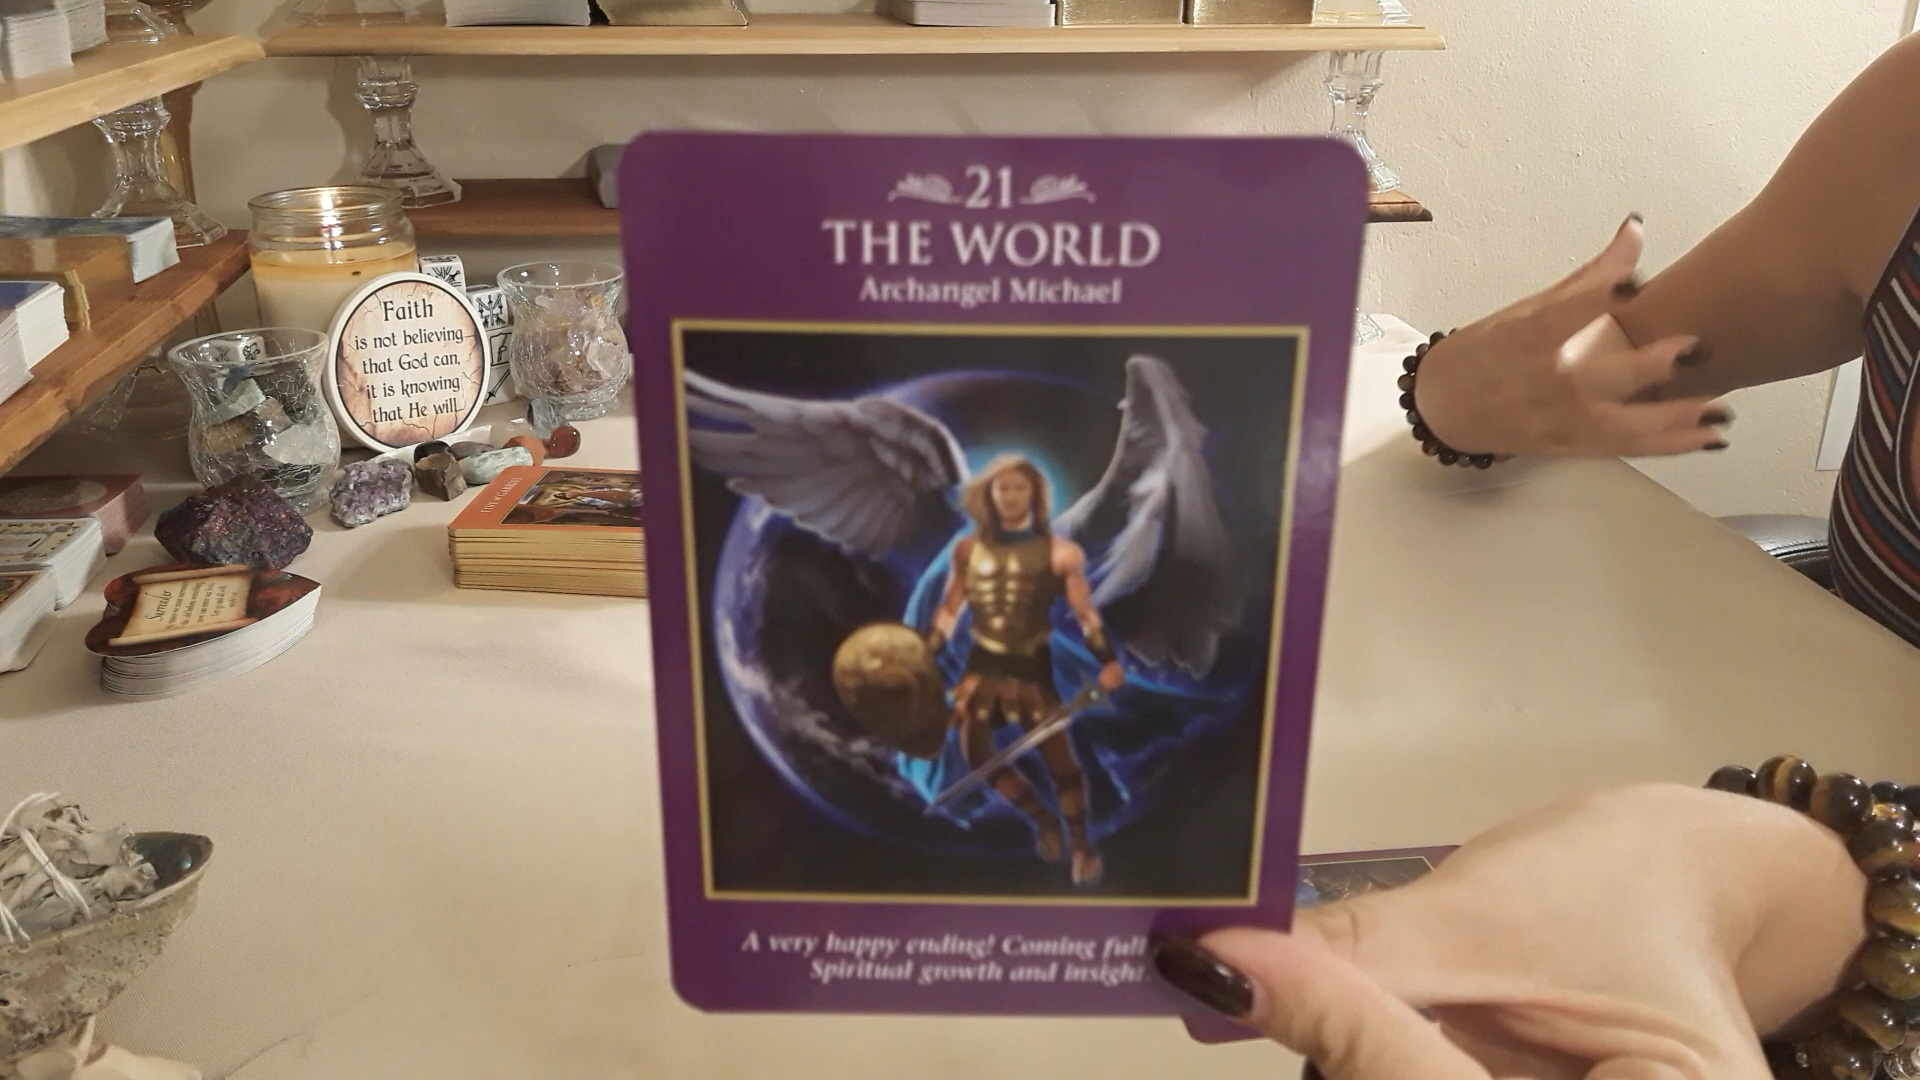 21
THE WORLD
Archangel Michael
A very happy ending! Coming full
Spiritual growth and insight.
Faith
is not believing
that God can,
it is knowing
that He will.
Surrender